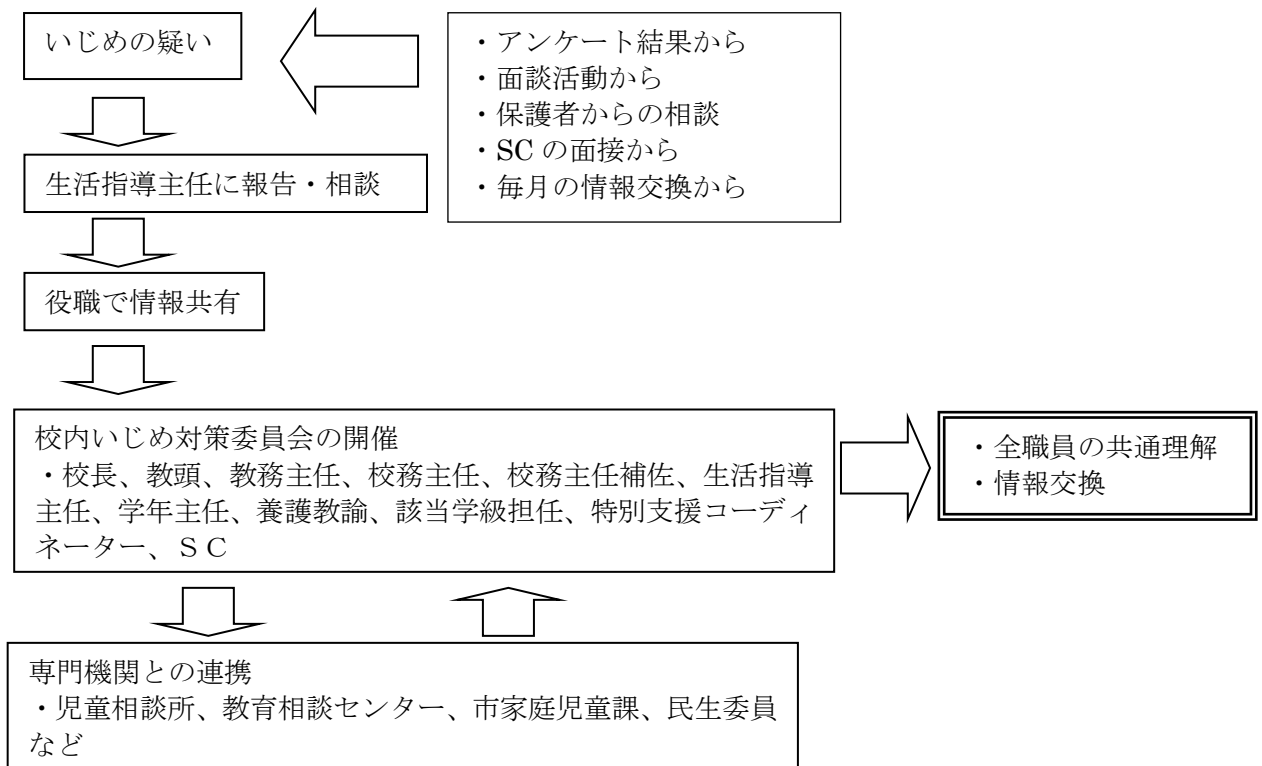 いじめの疑い
・アンケート結果から
・面談活動から
・保護者からの相談
・SC の面接から
・毎月の情報交換から
生活指導主任に報告・相談
役職で情報共有
校内いじめ対策委員会の開催
・校長、教頭、教務主任、校務主任、校務主任補佐、生活指導
主任、学年主任、養護教諭、該当学級担任、特別支援コーディ
ネーター、ＳＣ
・全職員の共通理解
・情報交換
専門機関との連携
・児童相談所、教育相談センター、市家庭児童課、民生委員
など